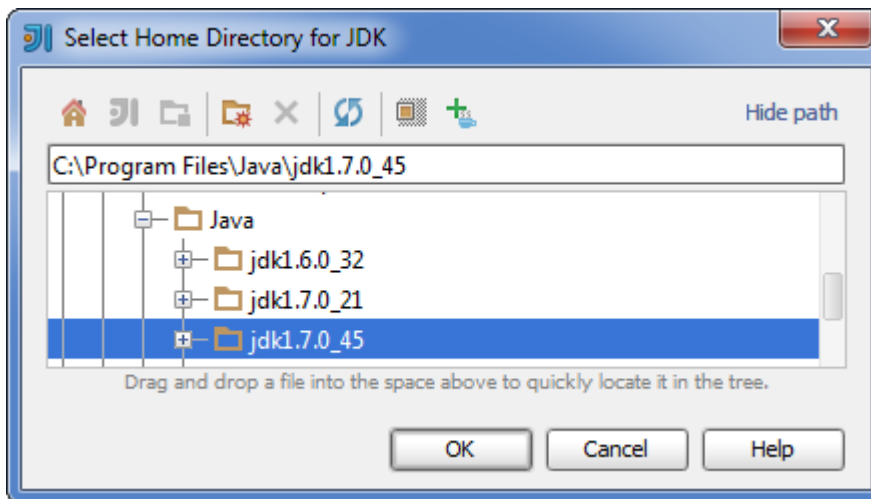 Select Home Directory for JDK
Hide path
C:\Program Files\Java\jdk1.7.0_45
Java
jdk1.6.0_32
jdk1.7.0_21
jdk1.7.0_45
Drag and drop a file into the space above to quickly locate it in the tree.
OK Cancel Help